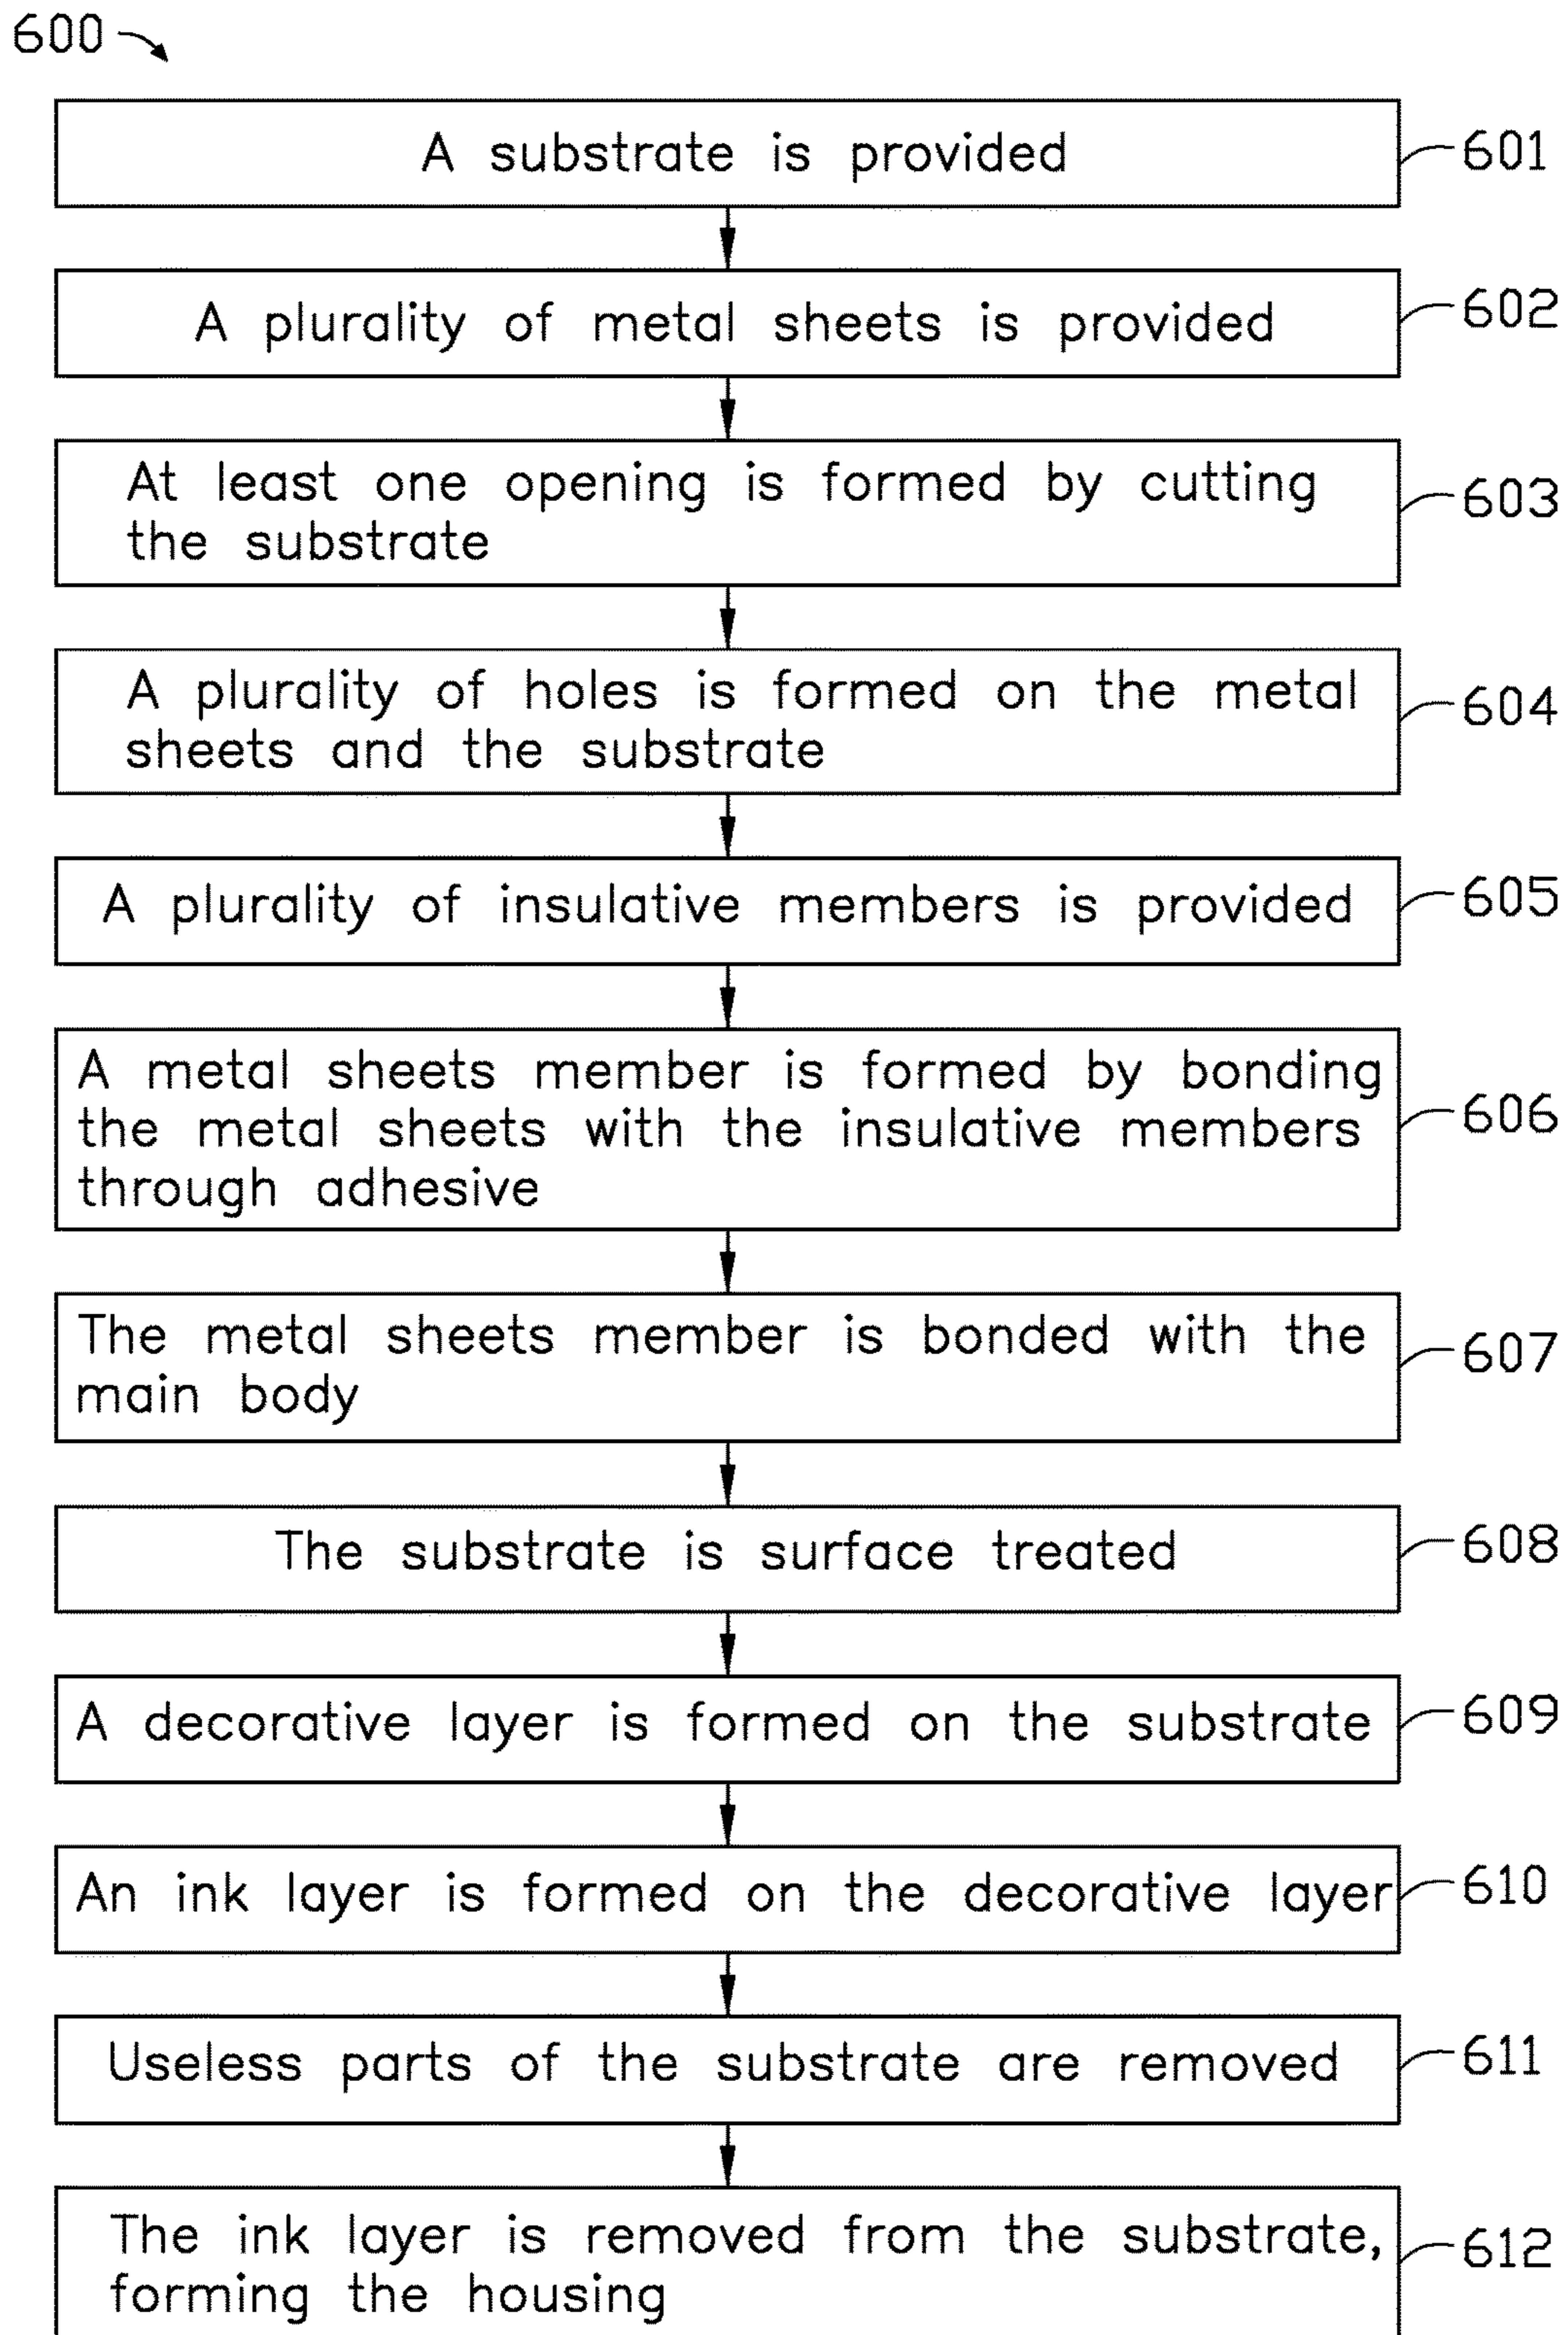 600
A substrate is provided
601
A plurality of metal sheets is provided
602
At least one opening is formed by cutting
the substrate
603
A plurality of holes is formed on the metal
sheets and the substrate
604
A plurality of insulative members is provided
605
A metal sheets member is formed by bonding
the metal sheets with the insulative members
through adhesive
606
The metal sheets member is bonded with the
main body
607
The substrate is surface treated
608
A decorative layer is formed on the substrate
609
An ink layer is formed on the decorative layer
610
Useless parts of the substrate are removed
611
The ink layer is removed from the substrate,
forming the housing
612